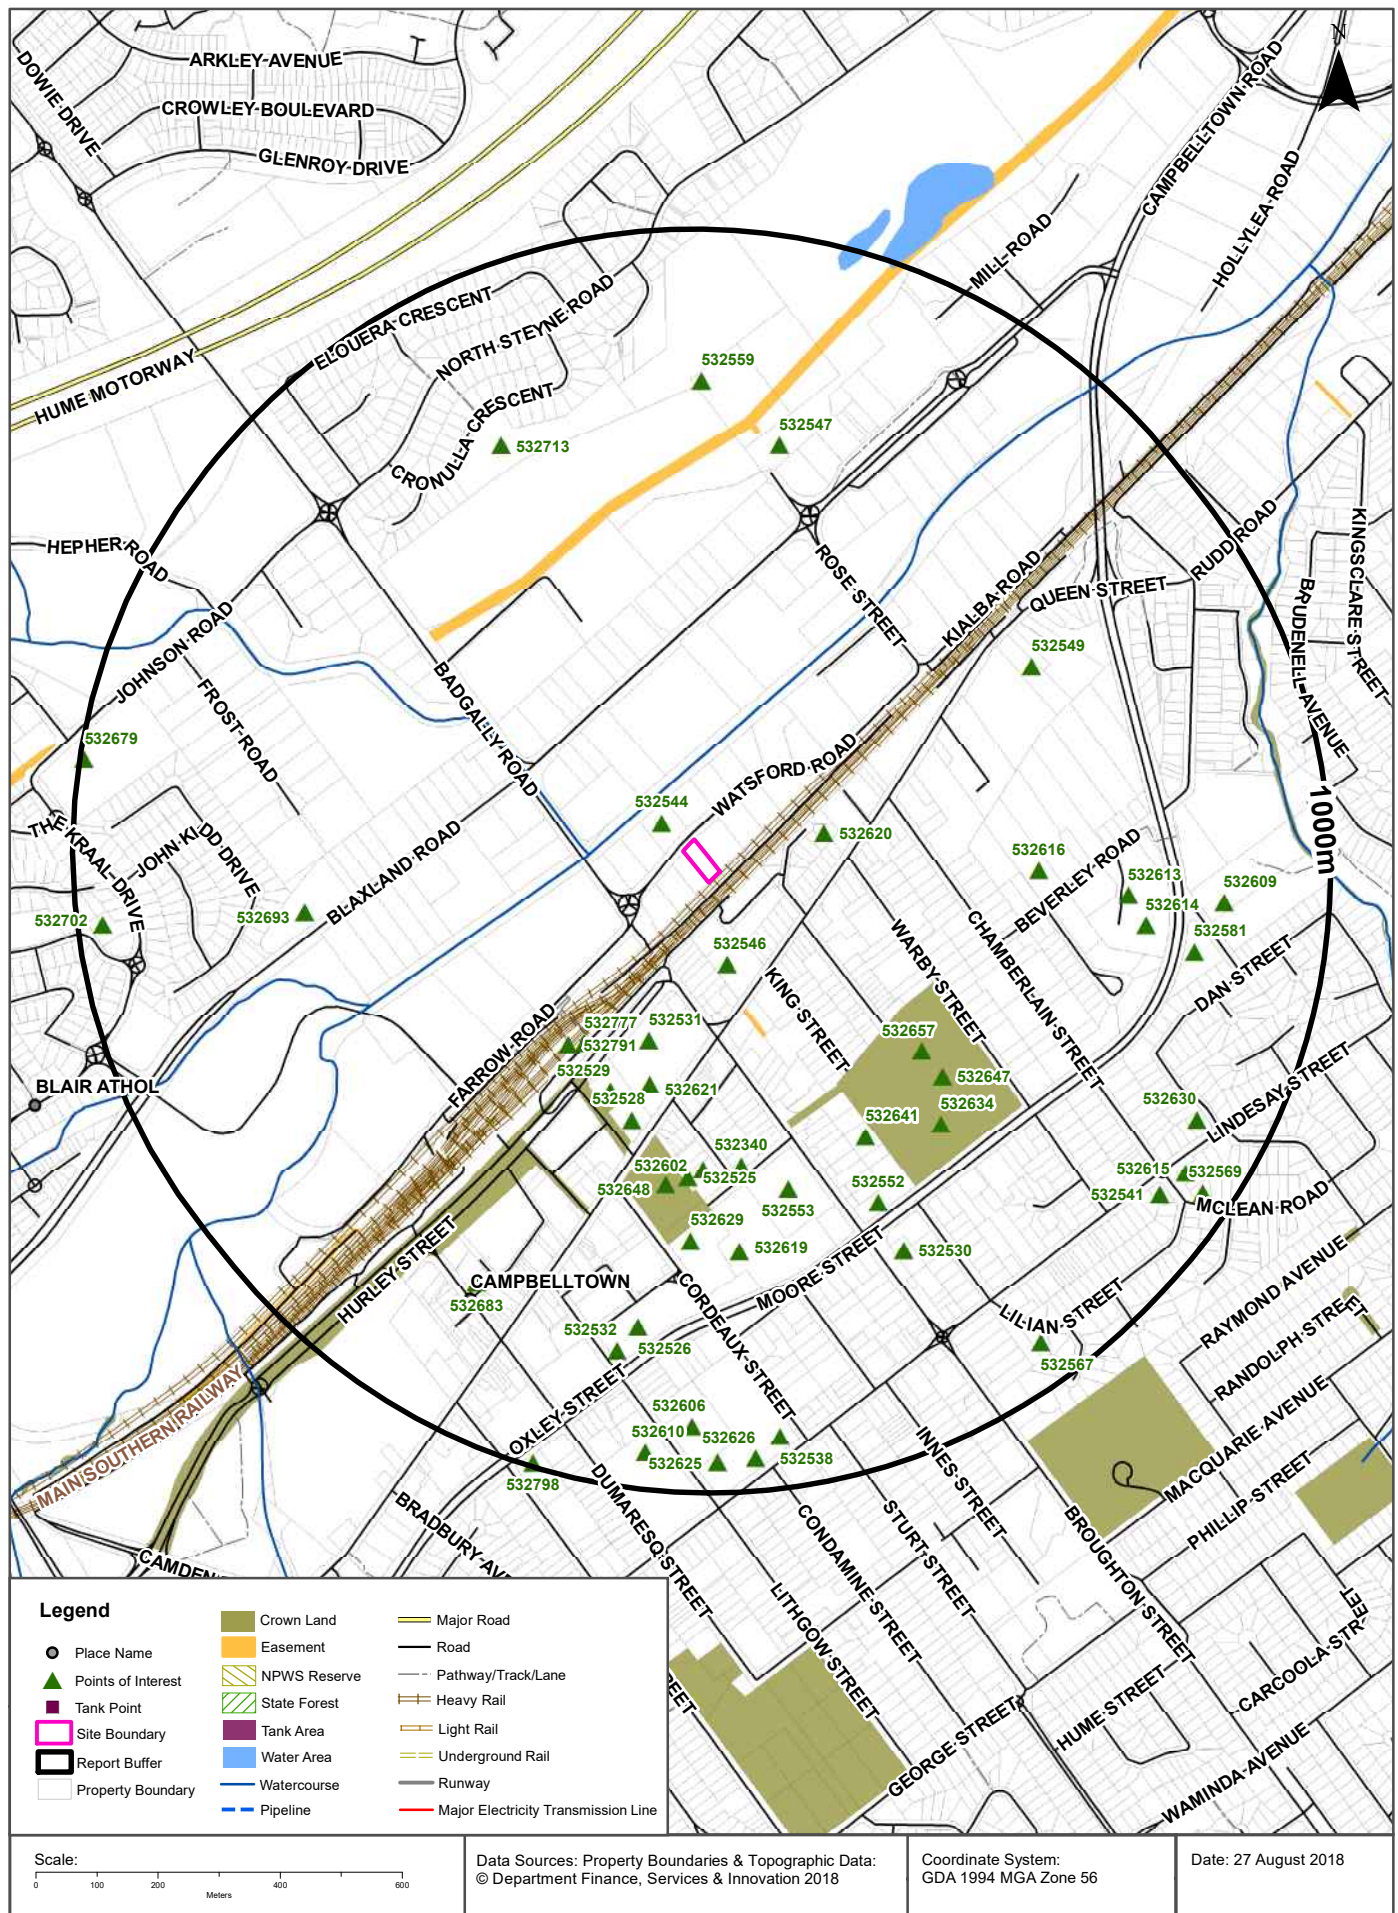 N
ARKLEY AVENUE
DOWIE DRIVE
CROWLEY BOULEVARD
GLENROY DRIVE
CAMPBELLTOWN ROAD
HOLLYLEA ROAD
MILL ROAD
ELOUERA CRESCENT
NORTH STEYNE ROAD
HUME MOTORWAY
532559
CRONULLA CRESCENT
532713
532547
HEPHER ROAD
ROSE STREET
KIALBA ROAD
QUEEN STREET
RUDD ROAD
KINGSCLARE STREET
BRUDENELL AVENUE
JOHNSON ROAD
532549
FROST ROAD
BADGALLY ROAD
532679
WATSFORD ROAD
1000m
532544
532620
THE KRAAL DRIVE
JOHN KIDD DRIVE
BLAXLAND ROAD
532616
BEVERLEY ROAD
532613
532609
532614
532702
532693
532581
532546
WARBY STREET
CHAMBERLAIN STREET
DAN STREET
KING STREET
532777
532531
532791
532657
FARROW ROAD
532529
BLAIR ATHOL
532621
532647
532528
532634
532641
532630
LINDESAY STREET
532340
532602
532525
532615
532569
532648
532553
532552
532541
MCLEAN ROAD
532629
532619
532530
HURLEY STREET
CAMPBELLTOWN
532683
MOORE STREET
CORDEAUX STREET
LILIAN STREET
RAYMOND AVENUE
RANDOLPH STREET
532532
532526
532567
MAIN SOUTHERN RAILWAY
OXLEY STREET
532606
532610
532626
532625
532538
532798
INNES STREET
MACQUARIE AVENUE
PHILLIP STREET
BRADBURY AV
DUMARESQ STREET
CONDAMINE STREET
STURT STREET
BROUGHTON STREET
CAMDEN
LITHGOW STREET
REET
CARCOOLA STREET
HUME STREET
GEORGE STREET
WAMINDA AVENUE
Legend
Place Name
Points of Interest
Tank Point
Site Boundary
Report Buffer
Property Boundary
Crown Land
Easement
NPWS Reserve
State Forest
Tank Area
Water Area
Watercourse
Pipeline
Major Road
Road
Pathway/Track/Lane
Heavy Rail
Light Rail
Underground Rail
Runway
Major Electricity Transmission Line
Scale:
0 100 200 400 600
Meters
Data Sources: Property Boundaries & Topographic Data:
© Department Finance, Services & Innovation 2018
Coordinate System:
GDA 1994 MGA Zone 56
Date: 27 August 2018